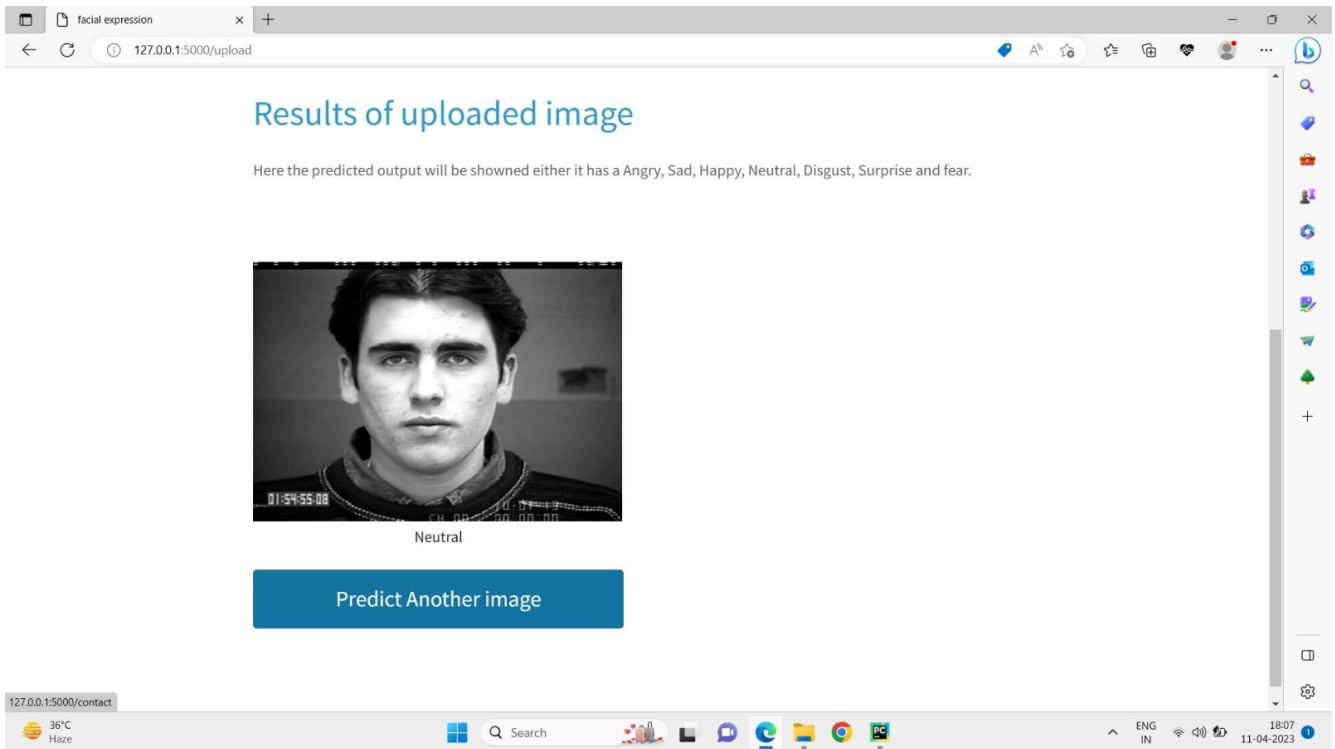 facial expression
127.0.0.1:5000/upload
Results of uploaded image
Here the predicted output will be showned either it has a Angry, Sad, Happy, Neutral, Disgust, Surprise and fear.
01:54:55:08
Neutral
Predict Another image
127.0.0.1:5000/contact
36°C
Haze
Search
ENG
IN
18:07
11-04-2023
1